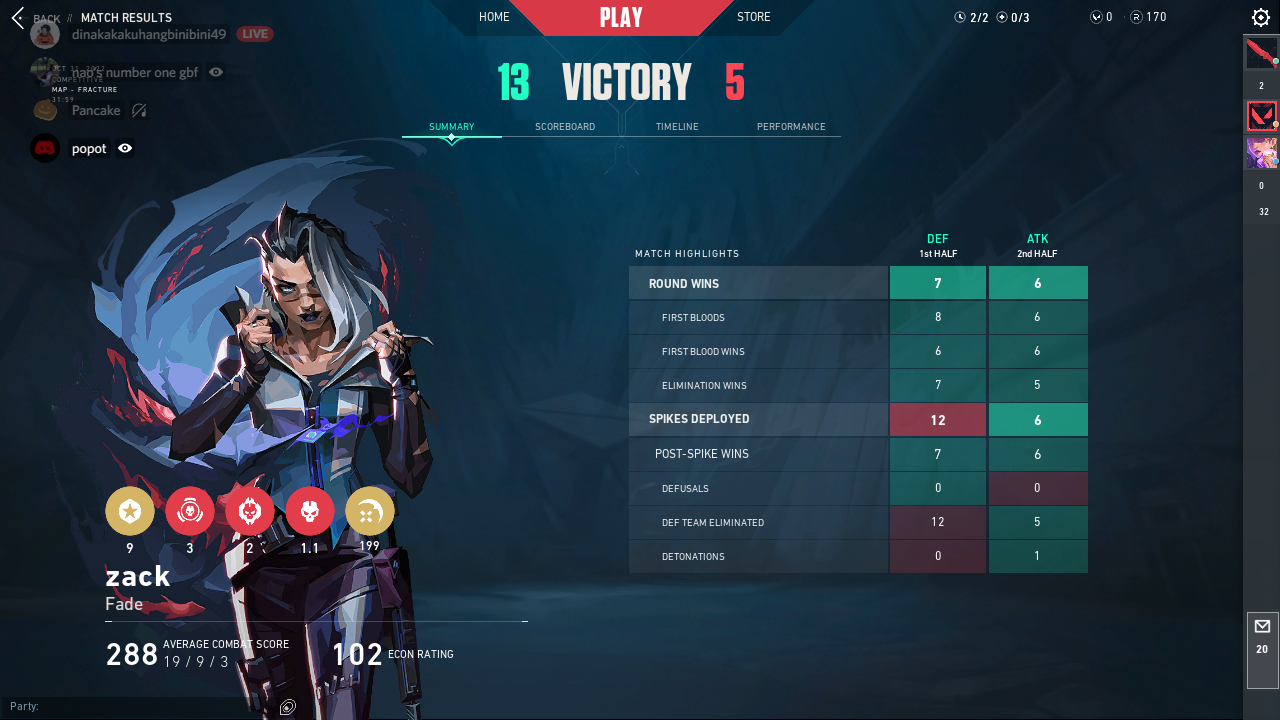 BACK // MATCH RESULTS
HOME
PLAY
STORE
2/2 0/3
0 170
dinakakakuhangbinibini49 LIVE
nao's number one gbf
OCT 11, 2022
COMPETITIVE
MAP - FRACTURE
31:59
Pancake
popot
13 VICTORY 5
SUMMARY SCOREBOARD TIMELINE PERFORMANCE
2
0
32
MATCH HIGHLIGHTS
DEF ATK
1st HALF 2nd HALF
ROUND WINS 7 6
FIRST BLOODS 8 6
FIRST BLOOD WINS 6 6
ELIMINATION WINS 7 5
SPIKES DEPLOYED 12 6
POST-SPIKE WINS 7 6
DEFUSALS 0 0
DEF TEAM ELIMINATED 12 5
DETONATIONS 0 1
9 3 2 1.1 199
zack
Fade
288 AVERAGE COMBAT SCORE
19 / 9 / 3
102 ECON RATING
20
Party: